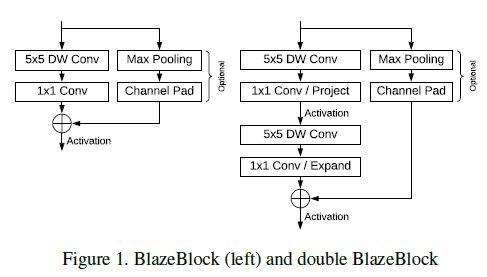 5x5 DW Conv
Max Pooling
1x1 Conv
Channel Pad
Optional
Activation
5x5 DW Conv
Max Pooling
1x1 Conv / Project
Channel Pad
Optional
Activation
5x5 DW Conv
1x1 Conv / Expand
Activation
Figure 1. BlazeBlock (left) and double BlazeBlock